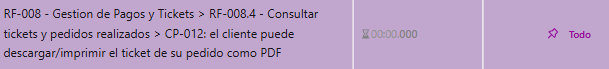 RF-008 - Gestion de Pagos y Tickets > RF-008.4 - Consultar
tickets y pedidos realizados > CP-012: el cliente puede
descargar/imprimir el ticket de su pedido como PDF
00:00.000
Todo